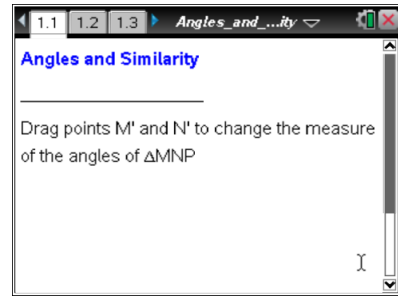 1.1 1.2 1.3 Angles_and_...ity
Angles and Similarity
Drag points M' and N' to change the measure
of the angles of ΔMNP